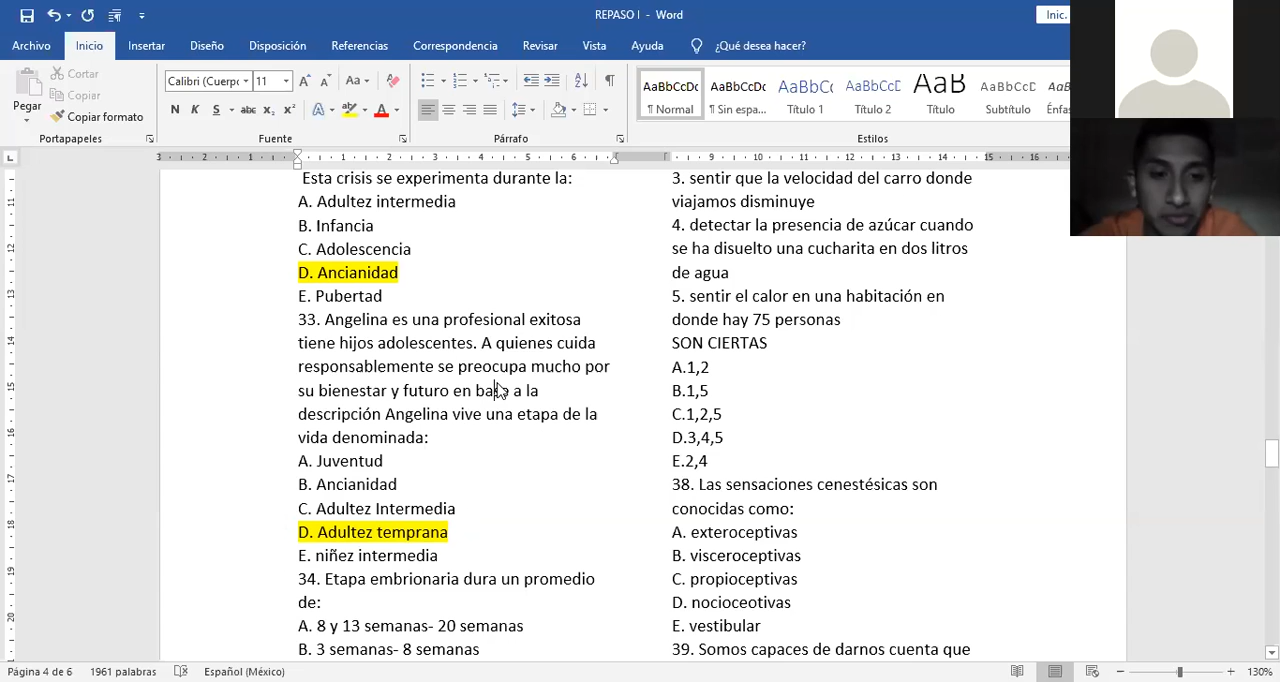 REPASO I - Word
Inic.
Archivo
Inicio
Insertar
Diseño
Disposición
Referencias
Correspondencia
Revisar
Vista
Ayuda
¿Qué desea hacer?
Pegar
Cortar
Copiar
Copiar formato
Portapapeles
Calibri (Cuerpo
11
Aa
N K S abc x₂ x²
Fuente
Párrafo
AaBbCcDc
¶ Normal
AaBbCcDc
¶ Sin espa...
AaBbC
Título 1
AaBbCcC
Título 2
AaB
Título
AaBbCcD
Subtítulo
Énfas
Estilos
Esta crisis se experimenta durante la:
A. Adultez intermedia
B. Infancia
C. Adolescencia
D. Ancianidad
E. Pubertad
33. Angelina es una profesional exitosa
tiene hijos adolescentes. A quienes cuida
responsablemente se preocupa mucho por
su bienestar y futuro en base a la
descripción Angelina vive una etapa de la
vida denominada:
A. Juventud
B. Ancianidad
C. Adultez Intermedia
D. Adultez temprana
E. niñez intermedia
34. Etapa embrionaria dura un promedio
de:
A. 8 y 13 semanas- 20 semanas
B. 3 semanas- 8 semanas
3. sentir que la velocidad del carro donde
viajamos disminuye
4. detectar la presencia de azúcar cuando
se ha disuelto una cucharita en dos litros
de agua
5. sentir el calor en una habitación en
donde hay 75 personas
SON CIERTAS
A.1,2
B.1,5
C.1,2,5
D.3,4,5
E.2,4
38. Las sensaciones cenestésicas son
conocidas como:
A. exteroceptivas
B. visceroceptivas
C. propioceptivas
D. nocioceotivas
E. vestibular
39. Somos capaces de darnos cuenta que
Página 4 de 6
1961 palabras
Español (México)
130%